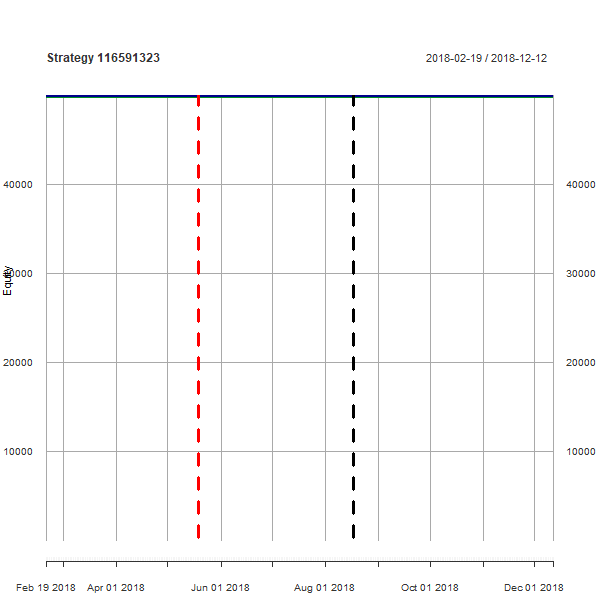 Strategy 116591323 2018-02-19 / 2018-12-12
40000 40000
Equity
30000 30000
20000 20000
10000 10000
Feb 19 2018 Apr 01 2018 Jun 01 2018 Aug 01 2018 Oct 01 2018 Dec 01 2018